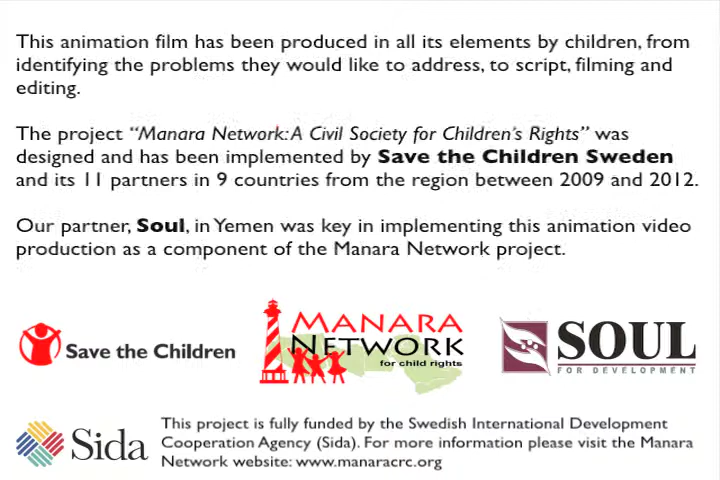 This animation film has been produced in all its elements by children, from
identifying the problems they would like to address, to script, filming and
editing.
The project “Manara Network: A Civil Society for Children’s Rights” was
designed and has been implemented by Save the Children Sweden
and its 11 partners in 9 countries from the region between 2009 and 2012.
Our partner, Soul, in Yemen was key in implementing this animation video
production as a component of the Manara Network project.
Save the Children
MANARA
NETWORK
for child rights
SOUL
FOR DEVELOPMENT
Sida
This project is fully funded by the Swedish International Development
Cooperation Agency (Sida). For more information please visit the Manara
Network website: www.manaracrc.org